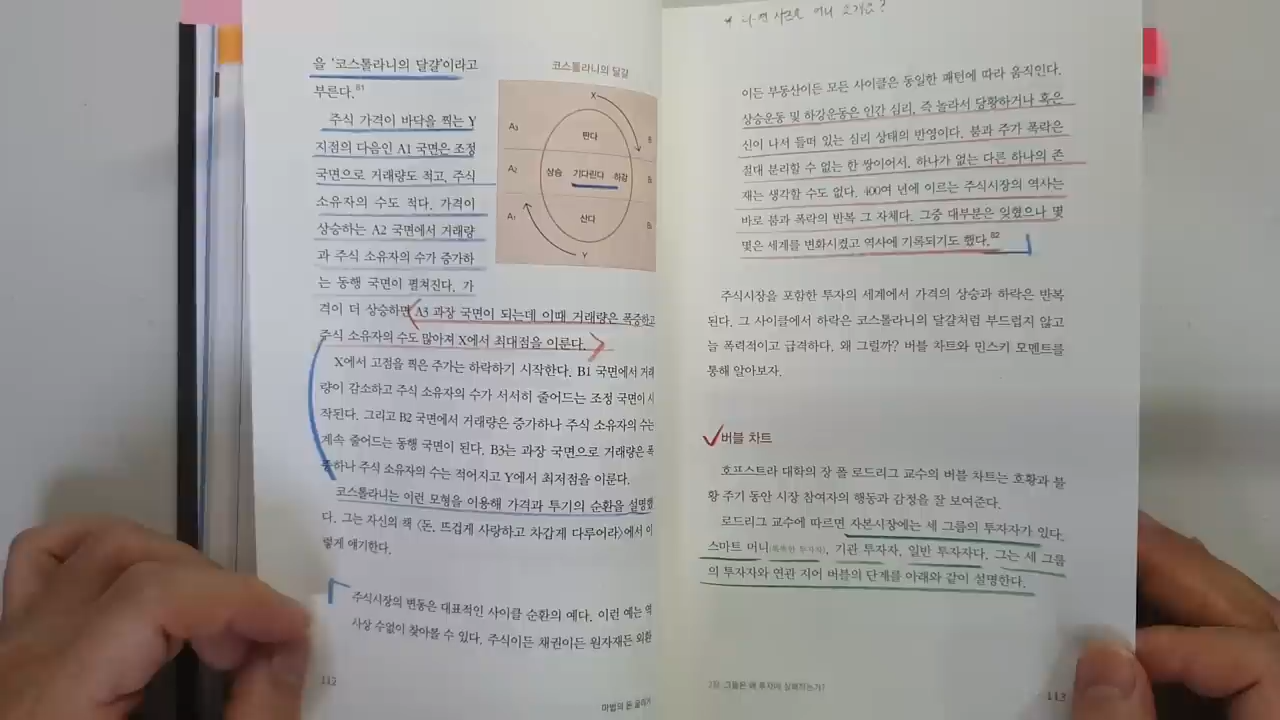 을 '코스톨라니의 달걀'이라고
부른다.81
주식 가격이 바닥을 찍는 Y
지점의 다음인 A1 국면은 조정
국면으로 거래량도 적고, 주식
소유자의 수도 적다. 가격이
상승하는 A2 국면에서 거래량
과 주식 소유자의 수가 증가하
는 동행 국면이 펼쳐진다. 가
격이 더 상승하면 A3 과장 국면이 되는데 이때 거래량은 폭증하고
주식 소유자의 수도 많아져 X에서 최대점을 이룬다.
X에서 고점을 찍은 주가는 하락하기 시작한다. B1 국면에서 거래
량이 감소하고 주식 소유자의 수가 서서히 줄어드는 조정 국면이 시
작된다. 그리고 B2 국면에서 거래량은 증가하나 주식 소유자의 수는
계속 줄어드는 동행 국면이 된다. B3는 과장 국면으로 거래량은 폭
증하나 주식 소유자의 수는 적어지고 Y에서 최저점을 이룬다.
코스톨라니는 이런 모형을 이용해 가격과 투기의 순환을 설명했
다. 그는 자신의 책 〈돈, 뜨겁게 사랑하고 차갑게 다루어라〉에서 이
렇게 얘기한다.
주식시장의 변동은 대표적인 사이클 순환의 예다. 이런 예는 역
사상 수없이 찾아볼 수 있다. 주식이든 채권이든 원자재든 외환
112
마법의 돈 굴리기
코스톨라니의 달걀
X
A3
판다
B
A2
상승
기다린다
하강
B
A1
산다
B
Y
이든 부동산이든 모든 사이클은 동일한 패턴에 따라 움직인다.
상승운동 및 하강운동은 인간 심리, 즉 놀라서 당황하거나 혹은
신이 나서 들떠 있는 심리 상태의 반영이다. 붐과 주가 폭락은
절대 분리할 수 없는 한 쌍이어서, 하나가 없는 다른 하나의 존
재는 생각할 수도 없다. 400여 년에 이르는 주식시장의 역사는
바로 붐과 폭락의 반복 그 자체다. 그중 대부분은 잊혔으나 몇
몇은 세계를 변화시켰고 역사에 기록되기도 했다.82
주식시장을 포함한 투자의 세계에서 가격의 상승과 하락은 반복
된다. 그 사이클에서 하락은 코스톨라니의 달걀처럼 부드럽지 않고
늘 폭력적이고 급격하다. 왜 그럴까? 버블 차트와 민스키 모멘트를
통해 알아보자.
버블 차트
호프스트라 대학의 장 폴 로드리그 교수의 버블 차트는 호황과 불
황 주기 동안 시장 참여자의 행동과 감정을 잘 보여준다.
로드리그 교수에 따르면 자본시장에는 세 그룹의 투자자가 있다.
스마트 머니(똑똑한 투자자), 기관 투자자, 일반 투자자다. 그는 세 그룹
의 투자자와 연관 지어 버블의 단계를 아래와 같이 설명한다.
2장 그들은 왜 투자에 실패하는가?
113